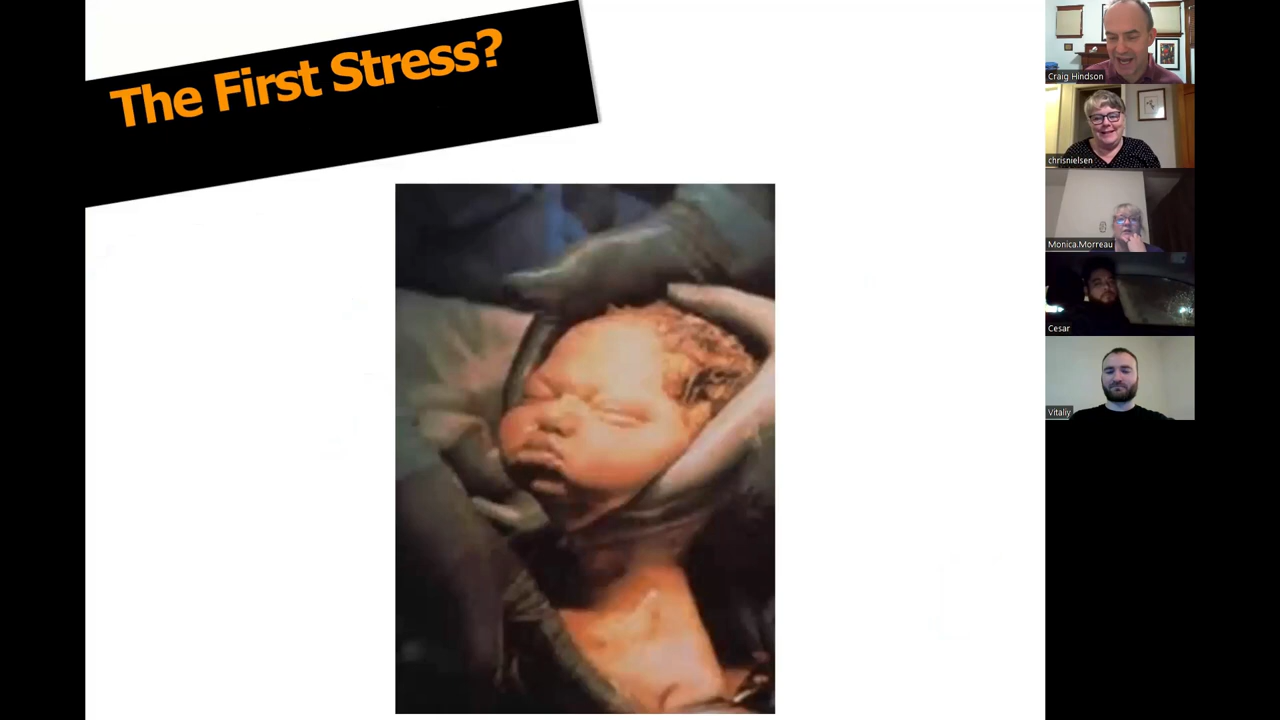 The First Stress?
Craig Hindson
chrisnielsen
Monica.Morreau
Cesar
Vitaliy